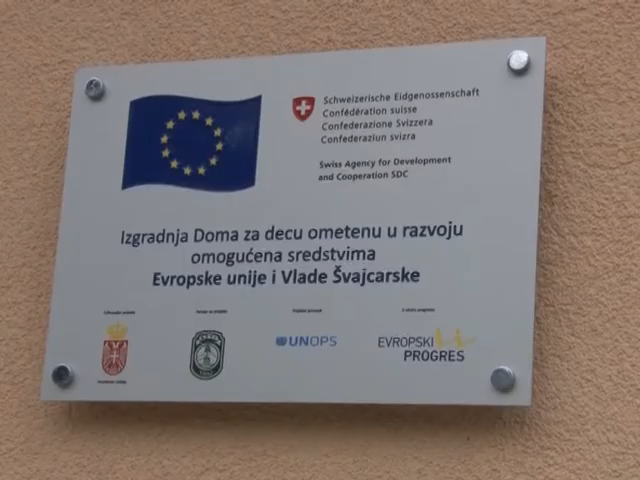 Schweizerische Eidgenossenschaft
Confédération suisse
Confederazione Svizzera
Confederaziun svizra
Swiss Agency for Development
and Cooperation SDC
Izgradnja Doma za decu ometenu u razvoju
omogućena sredstvima
Evropske unije i Vlade Švajcarske
UNOPS
EVROPSKI
PROGRES